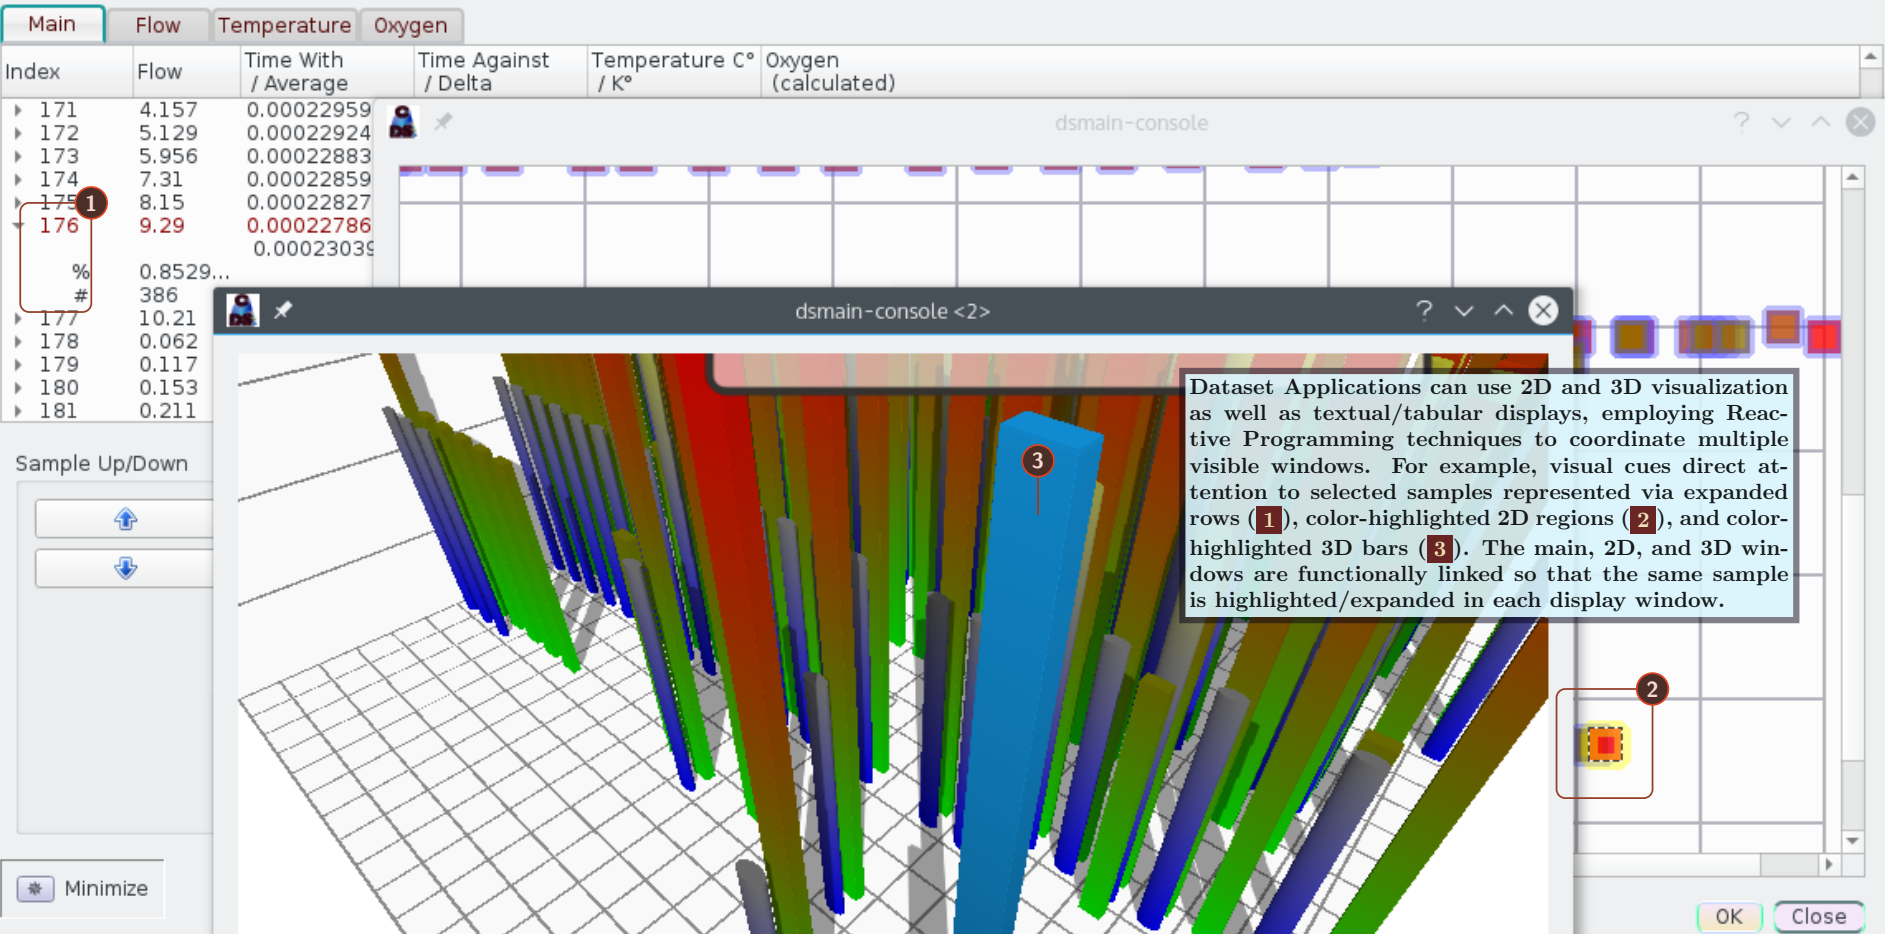 Main Flow Temperature Oxygen
Index Flow Time With / Average Time Against / Delta Temperature C° / K° Oxygen (calculated)
171 4.157 0.00022959
172 5.129 0.00022924
173 5.956 0.00022883
174 7.31 0.00022859
175 8.15 0.00022827
176 9.29 0.00022786
0.00023039
% 0.8529...
# 386
177 10.21
178 0.062
179 0.117
180 0.153
181 0.211
1
CDS
dsmain-console
?
CDS
dsmain-console <2>
?
Sample Up/Down
Minimize
3
Dataset Applications can use 2D and 3D visualization
as well as textual/tabular displays, employing Reac-
tive Programming techniques to coordinate multiple
visible windows. For example, visual cues direct at-
tention to selected samples represented via expanded
rows (1), color-highlighted 2D regions (2), and color-
highlighted 3D bars (3). The main, 2D, and 3D win-
dows are functionally linked so that the same sample
is highlighted/expanded in each display window.
2
OK Close